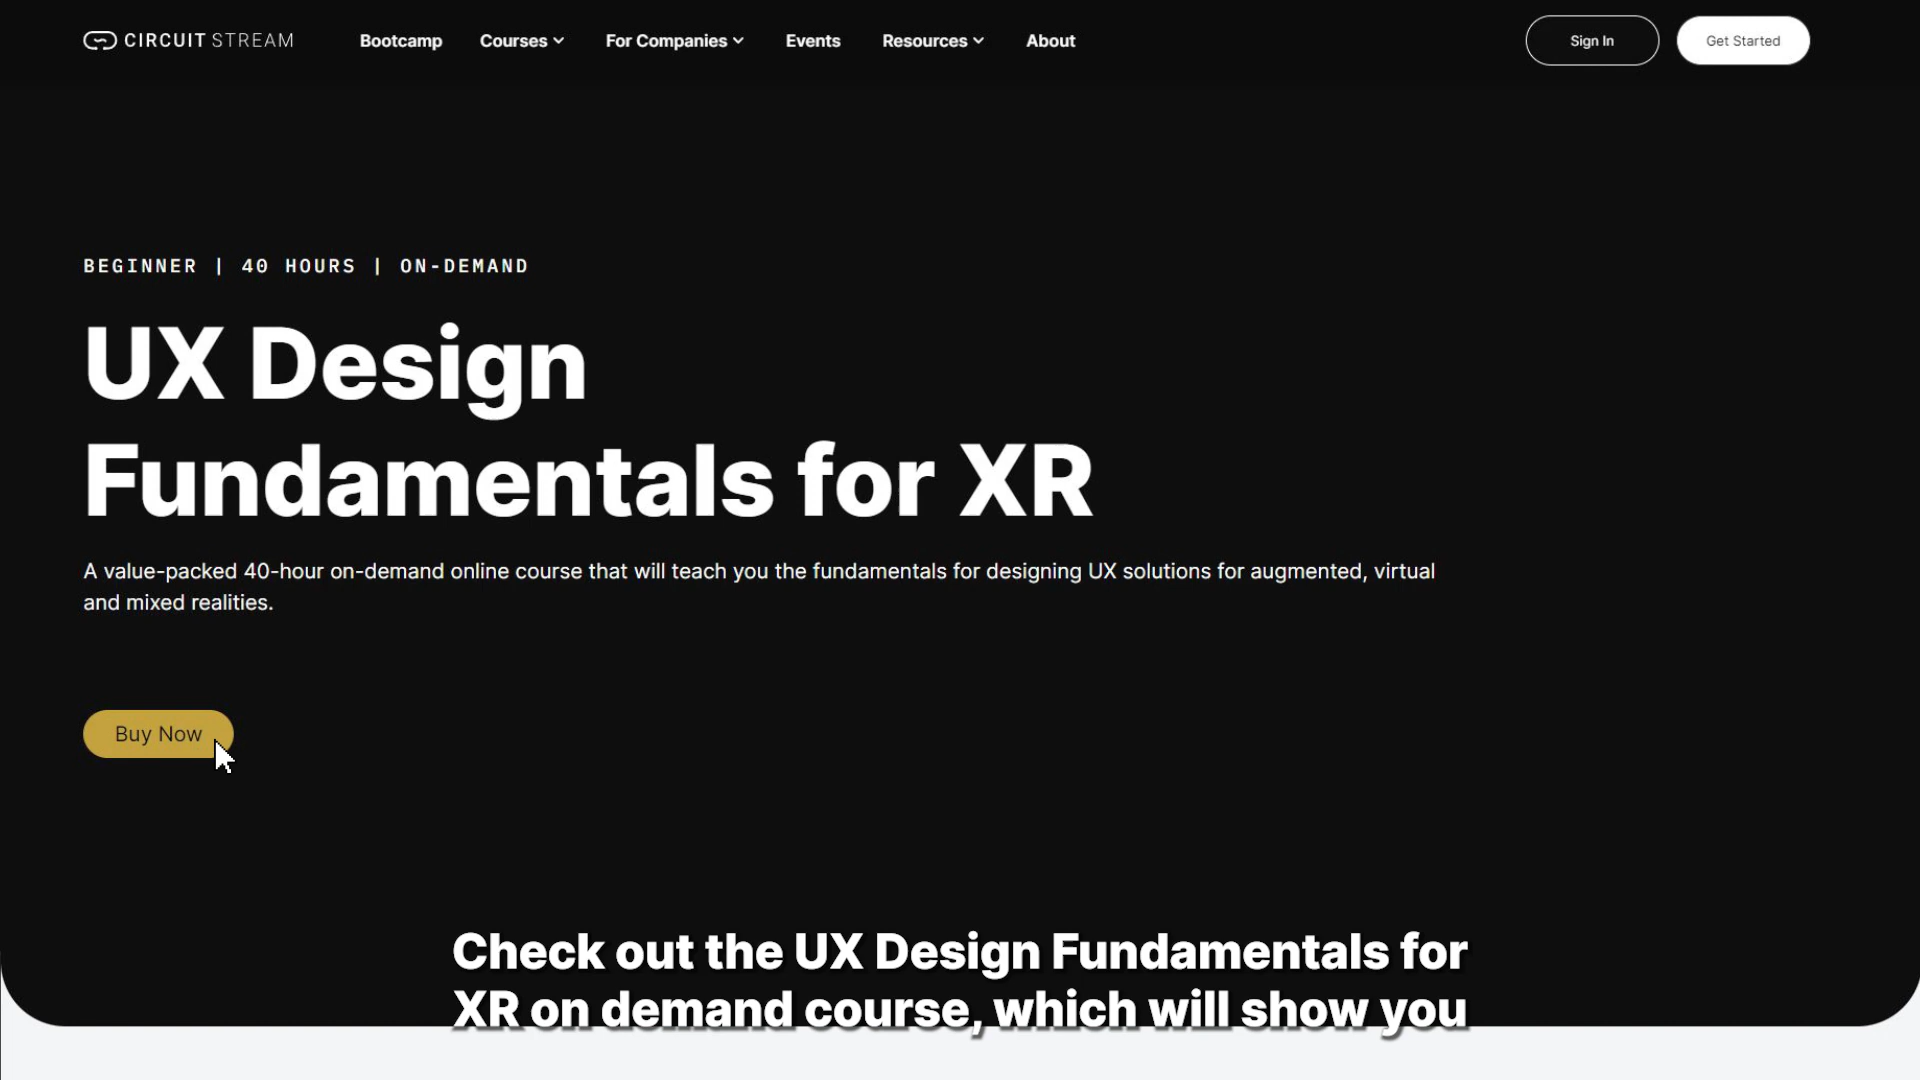 CIRCUIT STREAM
Bootcamp
Courses
For Companies
Events
Resources
About
Sign In
Get Started
BEGINNER | 40 HOURS | ON-DEMAND
UX Design
Fundamentals for XR
A value-packed 40-hour on-demand online course that will teach you the fundamentals for designing UX solutions for augmented, virtual
and mixed realities.
Buy Now
Check out the UX Design Fundamentals for
XR on demand course, which will show you